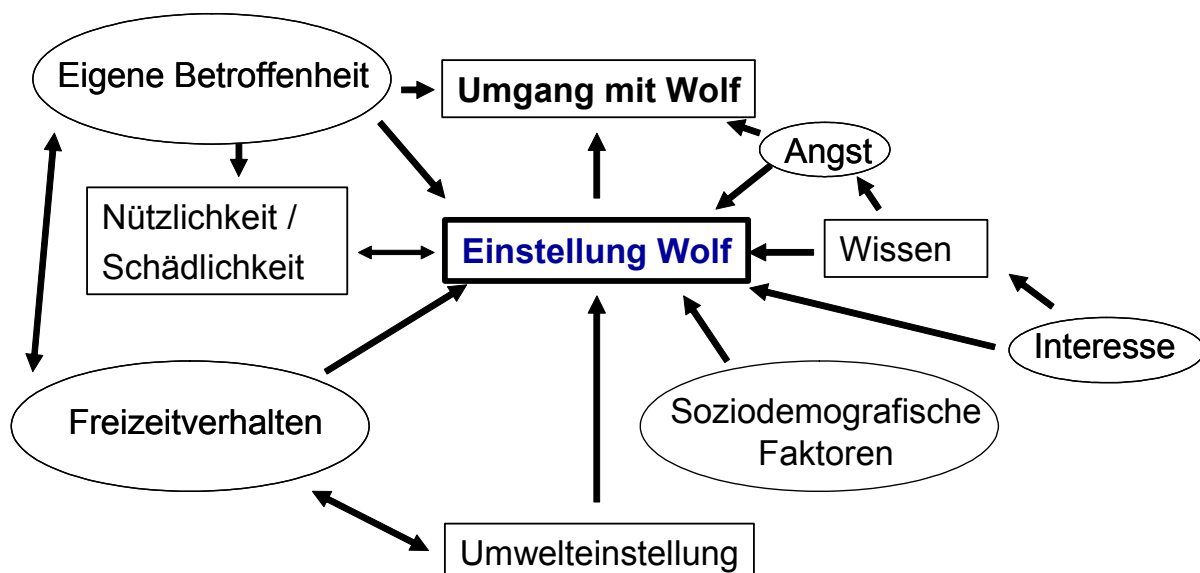 Eigene Betroffenheit
Umgang mit Wolf
Angst
Nützlichkeit /
Schädlichkeit
Einstellung Wolf
Wissen
Interesse
Freizeitverhalten
Soziodemografische
Faktoren
Umwelteinstellung